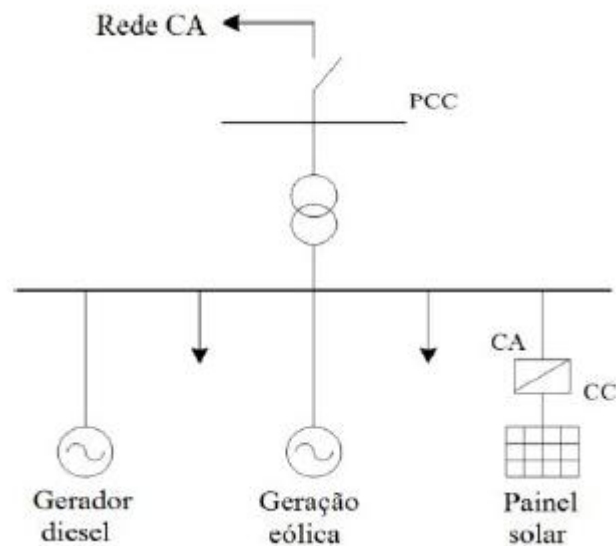 Rede CA
PCC
CA
CC
Gerador
diesel
Geração
eólica
Painel
solar